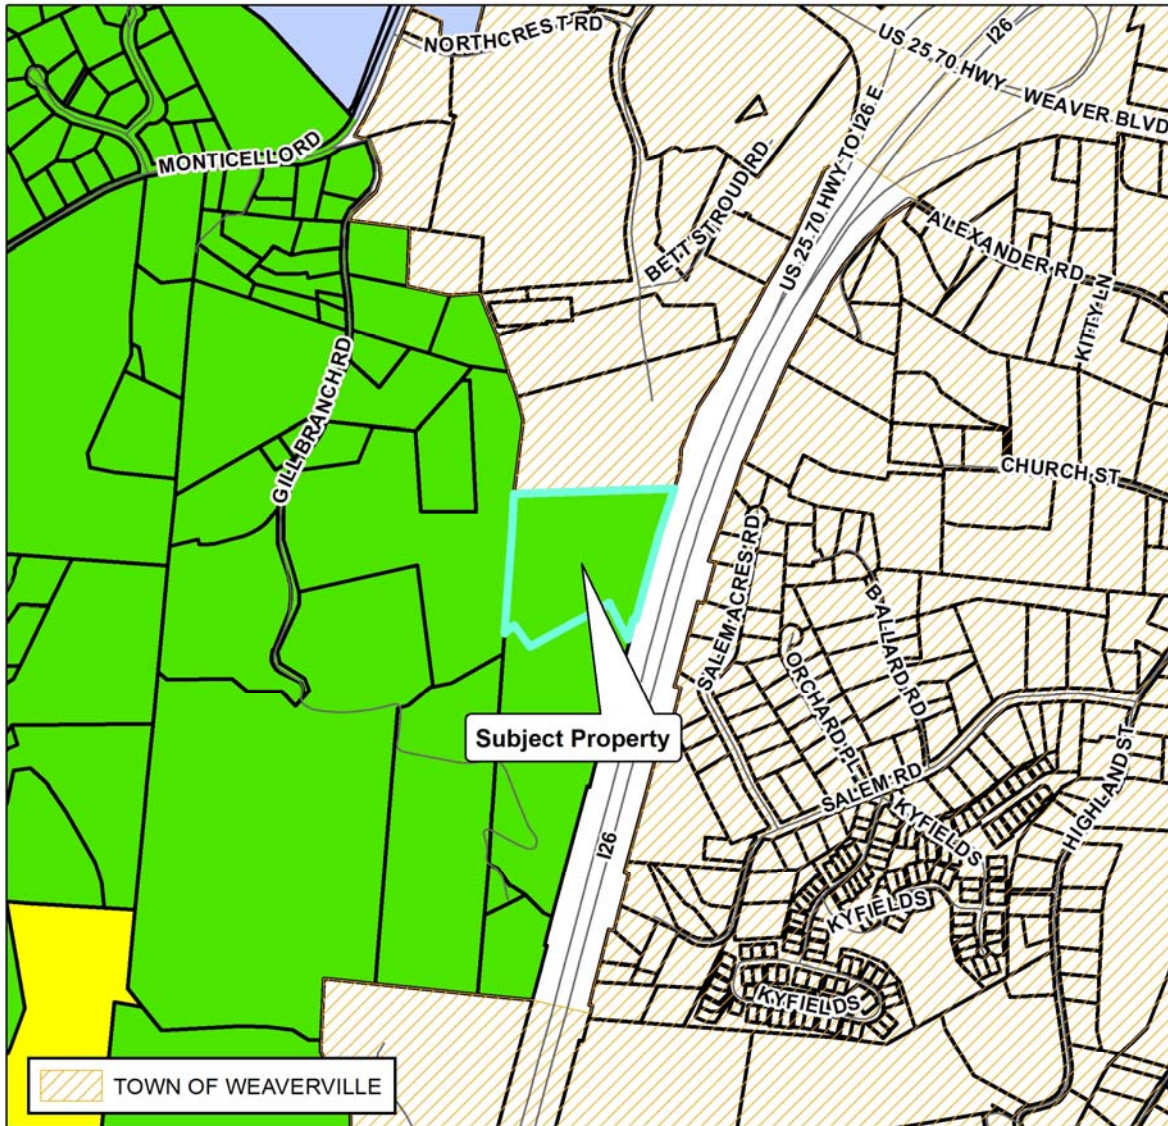 NORTHCREST RD
US 25 70 HWY
I26
WEAVER BLVD
MONTICELLO RD
US 25 70 HWY TO I26 E
BETT STROUD RD
ALEXANDER RD
KITTY LN
GILL BRANCH RD
CHURCH ST
SALEM ACRES RD
BALLARD RD
ORCHARD PL
Subject Property
SALEM RD
HIGHLAND ST
KYFIELDS
I26
KYFIELDS
KYFIELDS
TOWN OF WEAVERVILLE